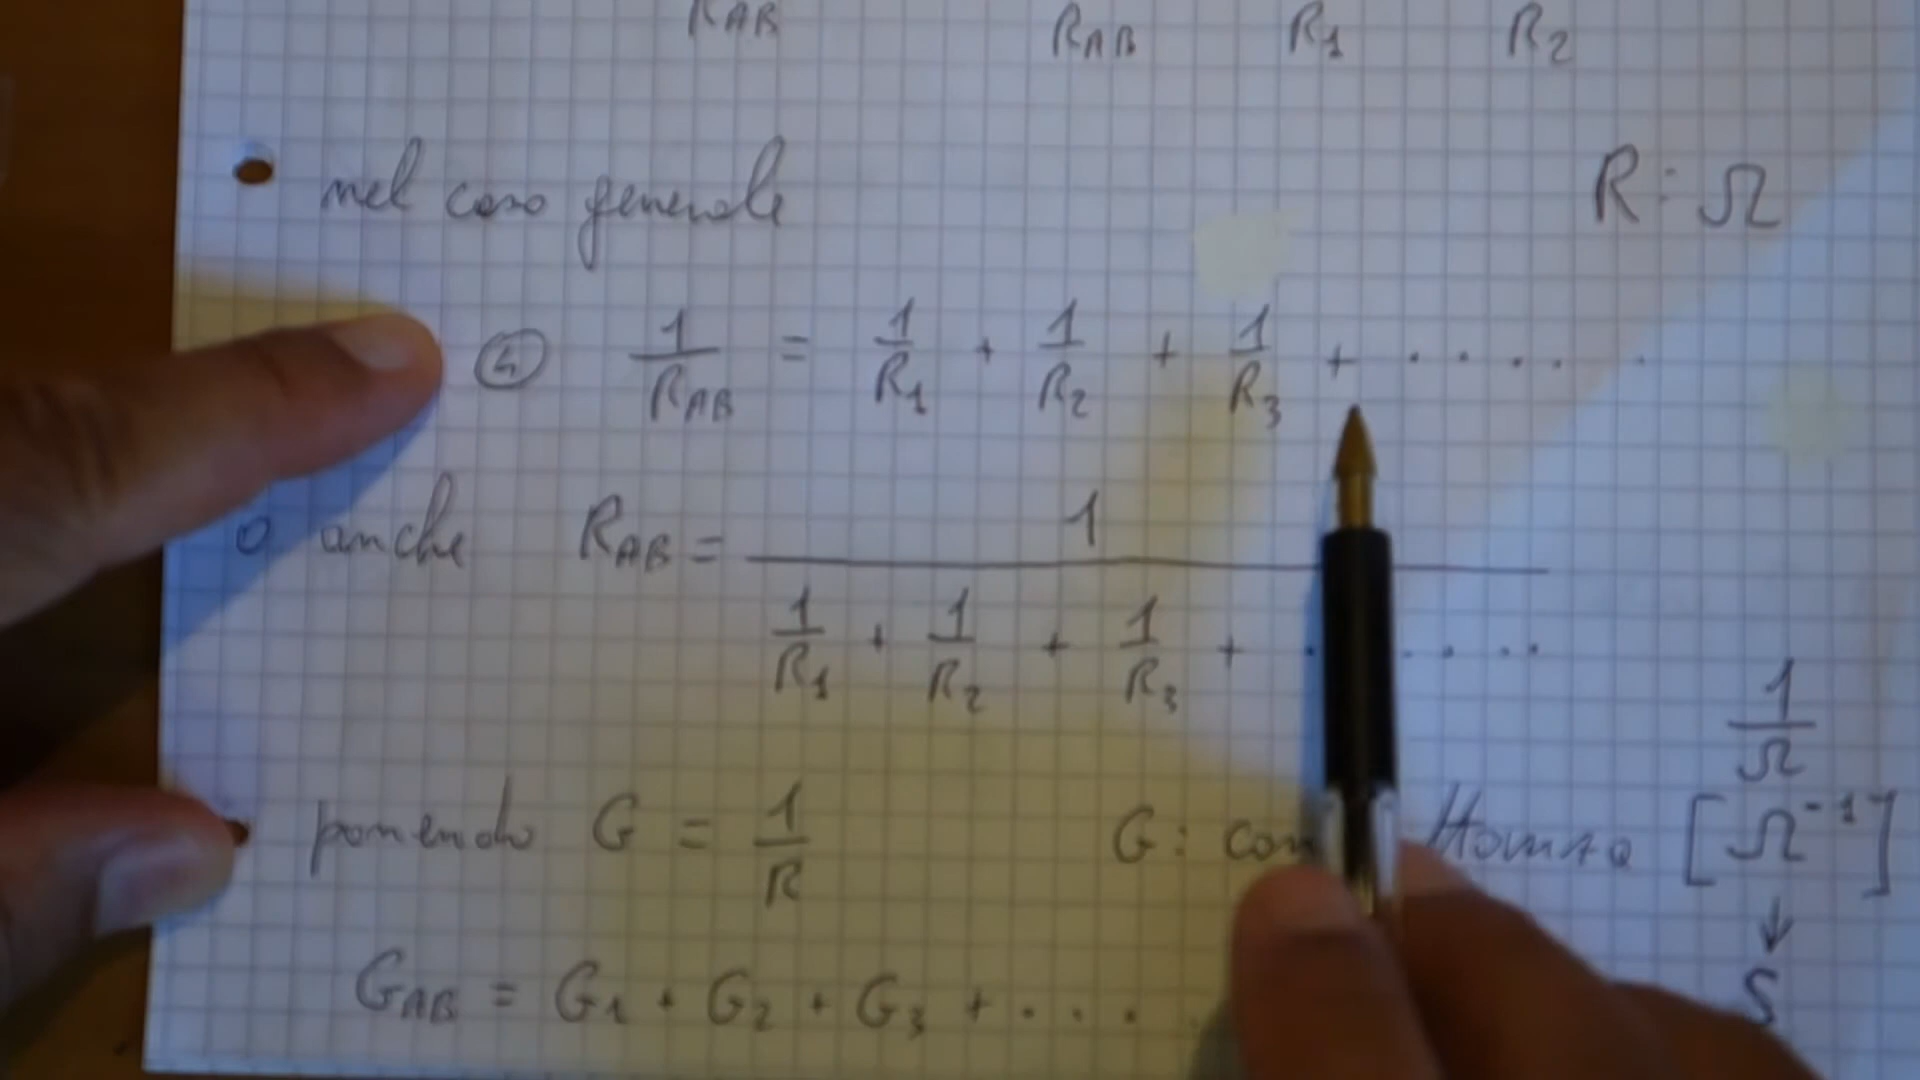 RAB RAB R1 R2
nel caso generale R: Ω
4 1/RAB = 1/R1 + 1/R2 + 1/R3 + . . . . .
o anche RAB = 1 / (1/R1 + 1/R2 + 1/R3 + . . . . .)
1/Ω
ponendo G = 1/R G: [Ω⁻¹]
↓
GAB = G1 + G2 + G3 + . . . S